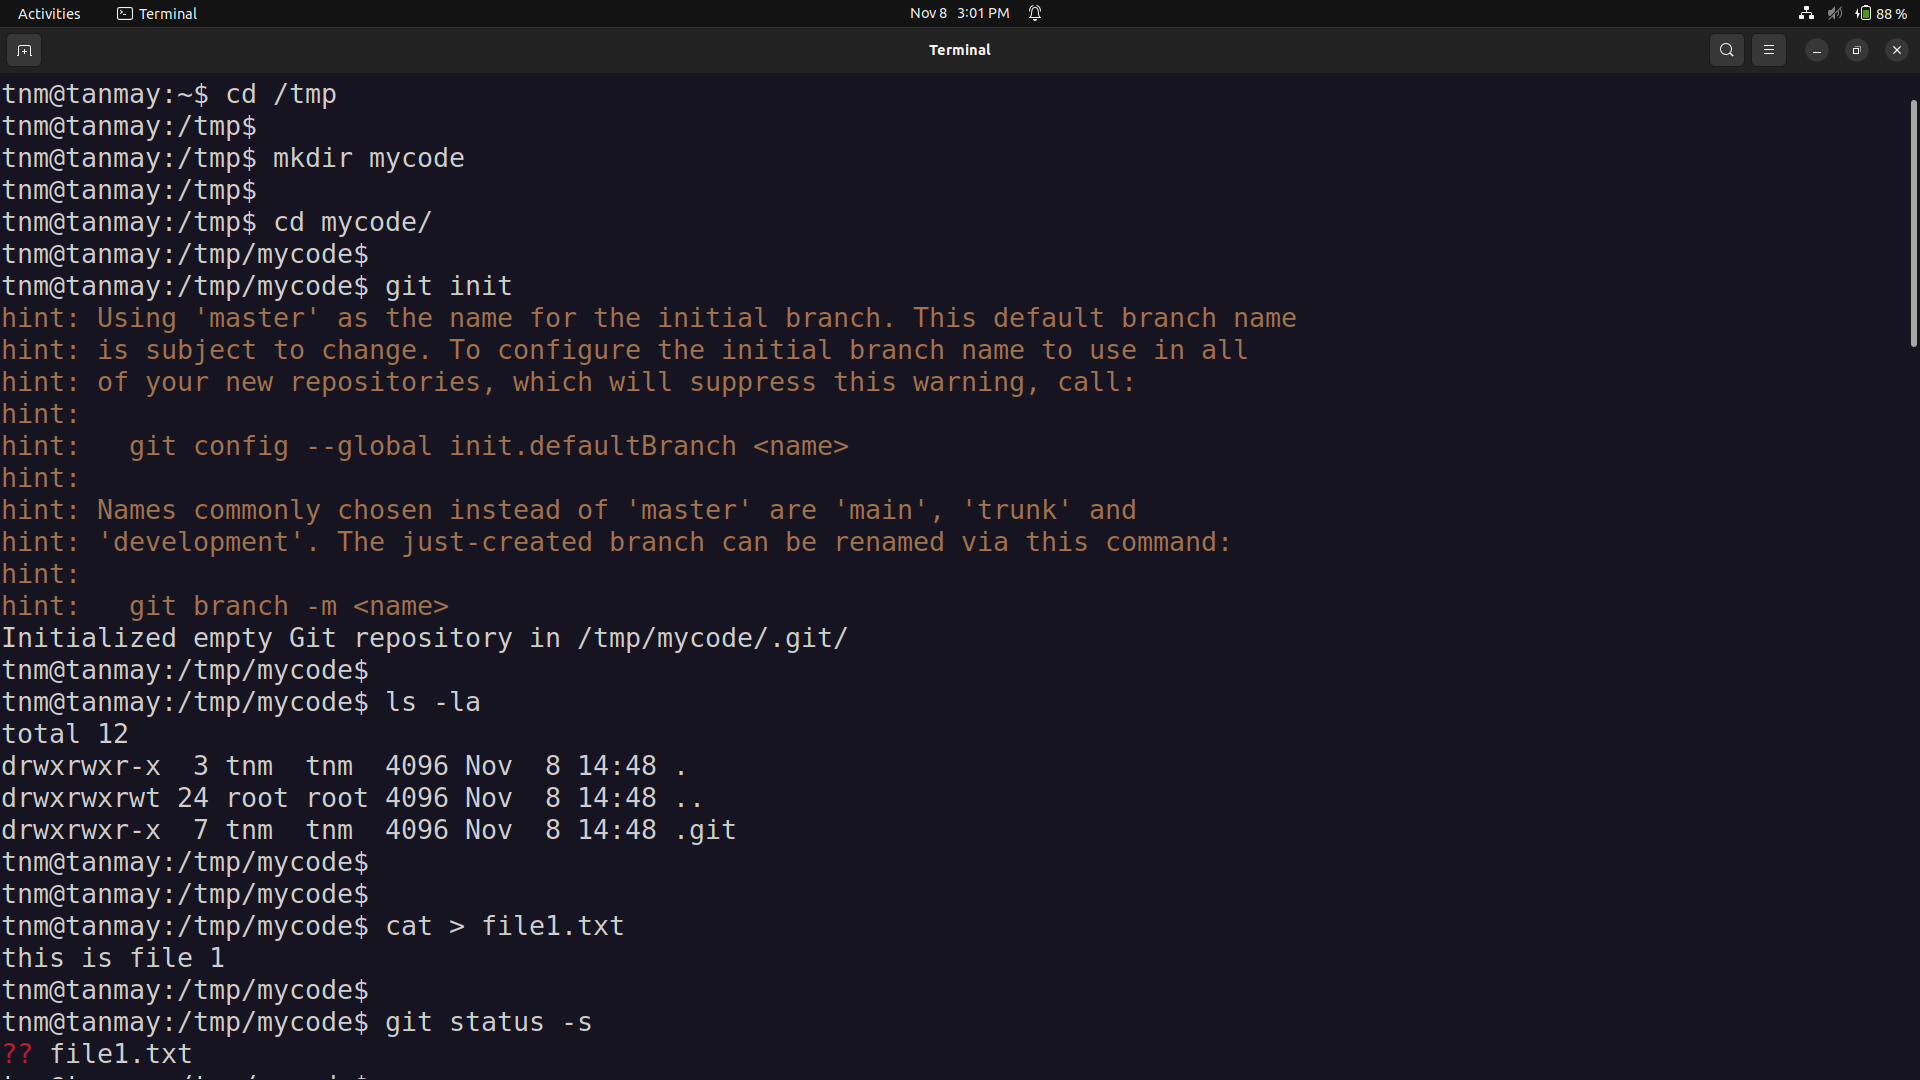 Activities Terminal Nov 8 3:01 PM 88 %
Terminal
tnm@tanmay:~$ cd /tmp
tnm@tanmay:/tmp$
tnm@tanmay:/tmp$ mkdir mycode
tnm@tanmay:/tmp$
tnm@tanmay:/tmp$ cd mycode/
tnm@tanmay:/tmp/mycode$
tnm@tanmay:/tmp/mycode$ git init
hint: Using 'master' as the name for the initial branch. This default branch name
hint: is subject to change. To configure the initial branch name to use in all
hint: of your new repositories, which will suppress this warning, call:
hint:
hint:   git config --global init.defaultBranch <name>
hint:
hint: Names commonly chosen instead of 'master' are 'main', 'trunk' and
hint: 'development'. The just-created branch can be renamed via this command:
hint:
hint:   git branch -m <name>
Initialized empty Git repository in /tmp/mycode/.git/
tnm@tanmay:/tmp/mycode$
tnm@tanmay:/tmp/mycode$ ls -la
total 12
drwxrwxr-x  3 tnm  tnm  4096 Nov  8 14:48 .
drwxrwxrwt 24 root root 4096 Nov  8 14:48 ..
drwxrwxr-x  7 tnm  tnm  4096 Nov  8 14:48 .git
tnm@tanmay:/tmp/mycode$
tnm@tanmay:/tmp/mycode$
tnm@tanmay:/tmp/mycode$ cat > file1.txt
this is file 1
tnm@tanmay:/tmp/mycode$
tnm@tanmay:/tmp/mycode$ git status -s
?? file1.txt